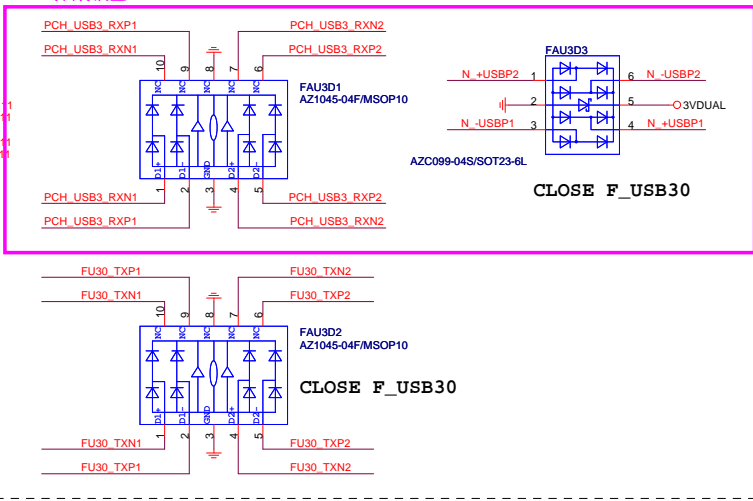 PCH_USB3_RXP1
PCH_USB3_RXN2
PCH_USB3_RXN1
PCH_USB3_RXP2
10
9
8
7
6
NC
NC
NC
NC
FAU3D1
AZ1045-04F/MSOP10
D1+
D1-
GND
D2+
D2-
1
2
3
4
5
PCH_USB3_RXN1
PCH_USB3_RXP2
PCH_USB3_RXP1
PCH_USB3_RXN2
11
11
11
11
FAU3D3
N_+USBP2
1
6
N_-USBP2
2
5
3VDUAL
N_-USBP1
3
4
N_+USBP1
AZC099-04S/SOT23-6L
CLOSE F_USB30
FU30_TXP1
FU30_TXN2
FU30_TXN1
FU30_TXP2
10
9
8
7
6
NC
NC
NC
NC
FAU3D2
AZ1045-04F/MSOP10
CLOSE F_USB30
D1+
D1-
GND
D2+
D2-
1
2
3
4
5
FU30_TXN1
FU30_TXP2
FU30_TXP1
FU30_TXN2